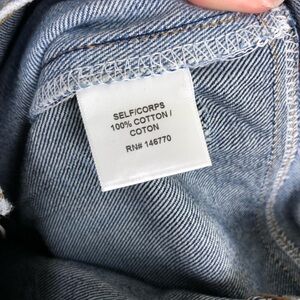 SELF/CORPS
100% COTTON /
COTON
RN# 146770